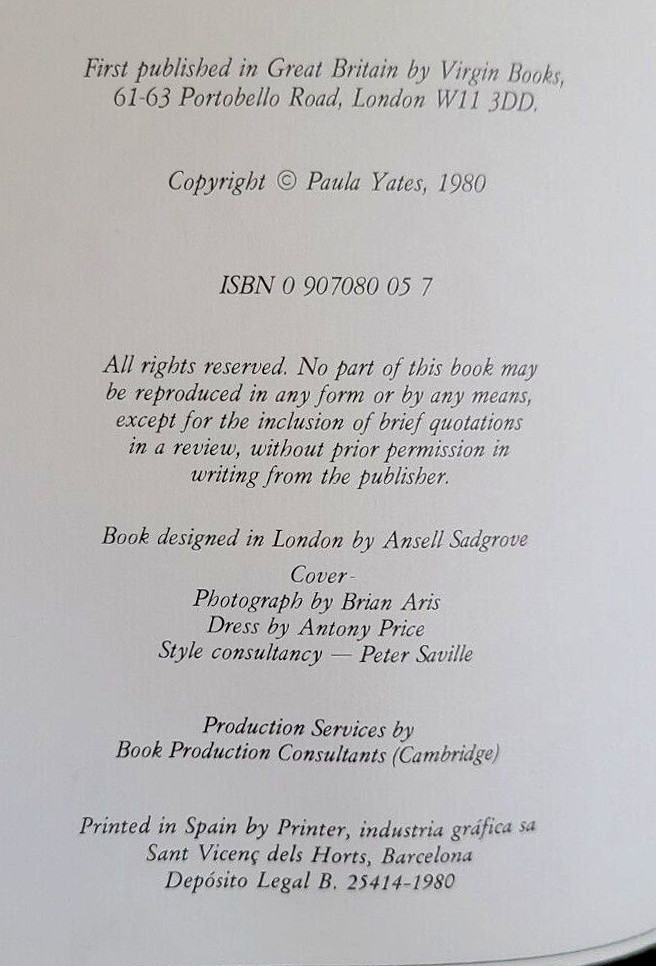 First published in Great Britain by Virgin Books,
61-63 Portobello Road, London W11 3DD.
Copyright © Paula Yates, 1980
ISBN 0 907080 05 7
All rights reserved. No part of this book may
be reproduced in any form or by any means,
except for the inclusion of brief quotations
in a review, without prior permission in
writing from the publisher.
Book designed in London by Ansell Sadgrove
Cover-
Photograph by Brian Aris
Dress by Antony Price
Style consultancy — Peter Saville
Production Services by
Book Production Consultants (Cambridge)
Printed in Spain by Printer, industria gráfica sa
Sant Vicenç dels Horts, Barcelona
Depósito Legal B. 25414-1980